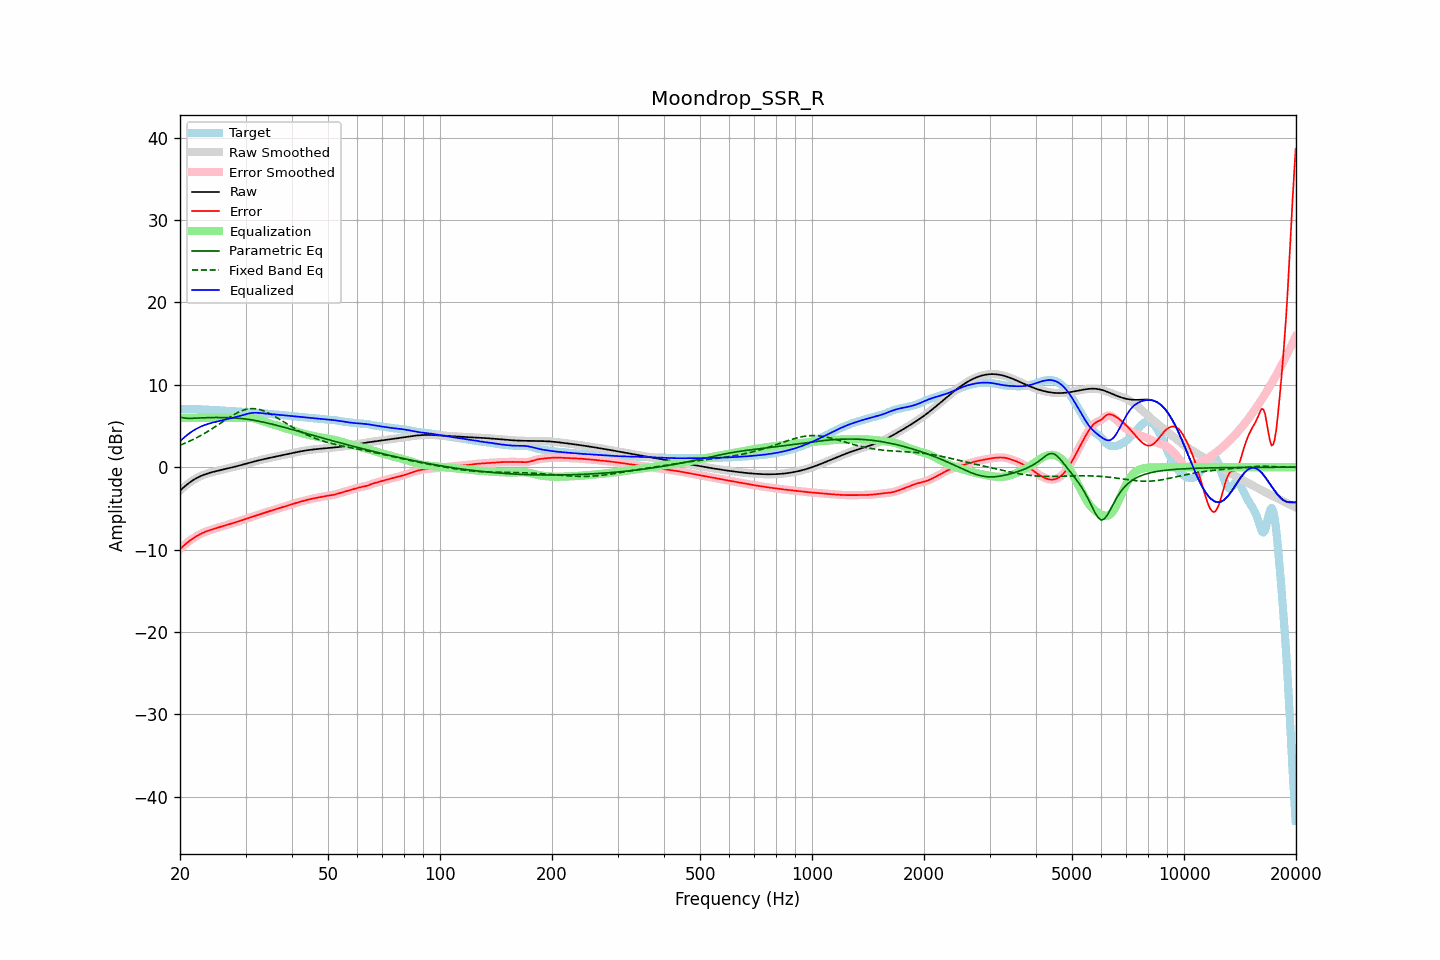 Moondrop_SSR_R
Target
Raw Smoothed
Error Smoothed
Raw
Error
Equalization
Parametric Eq
Fixed Band Eq
Equalized
Amplitude (dBr)
40
30
20
10
0
−10
−20
−30
−40
20
50
100
200
500
1000
2000
5000
10000
20000
Frequency (Hz)